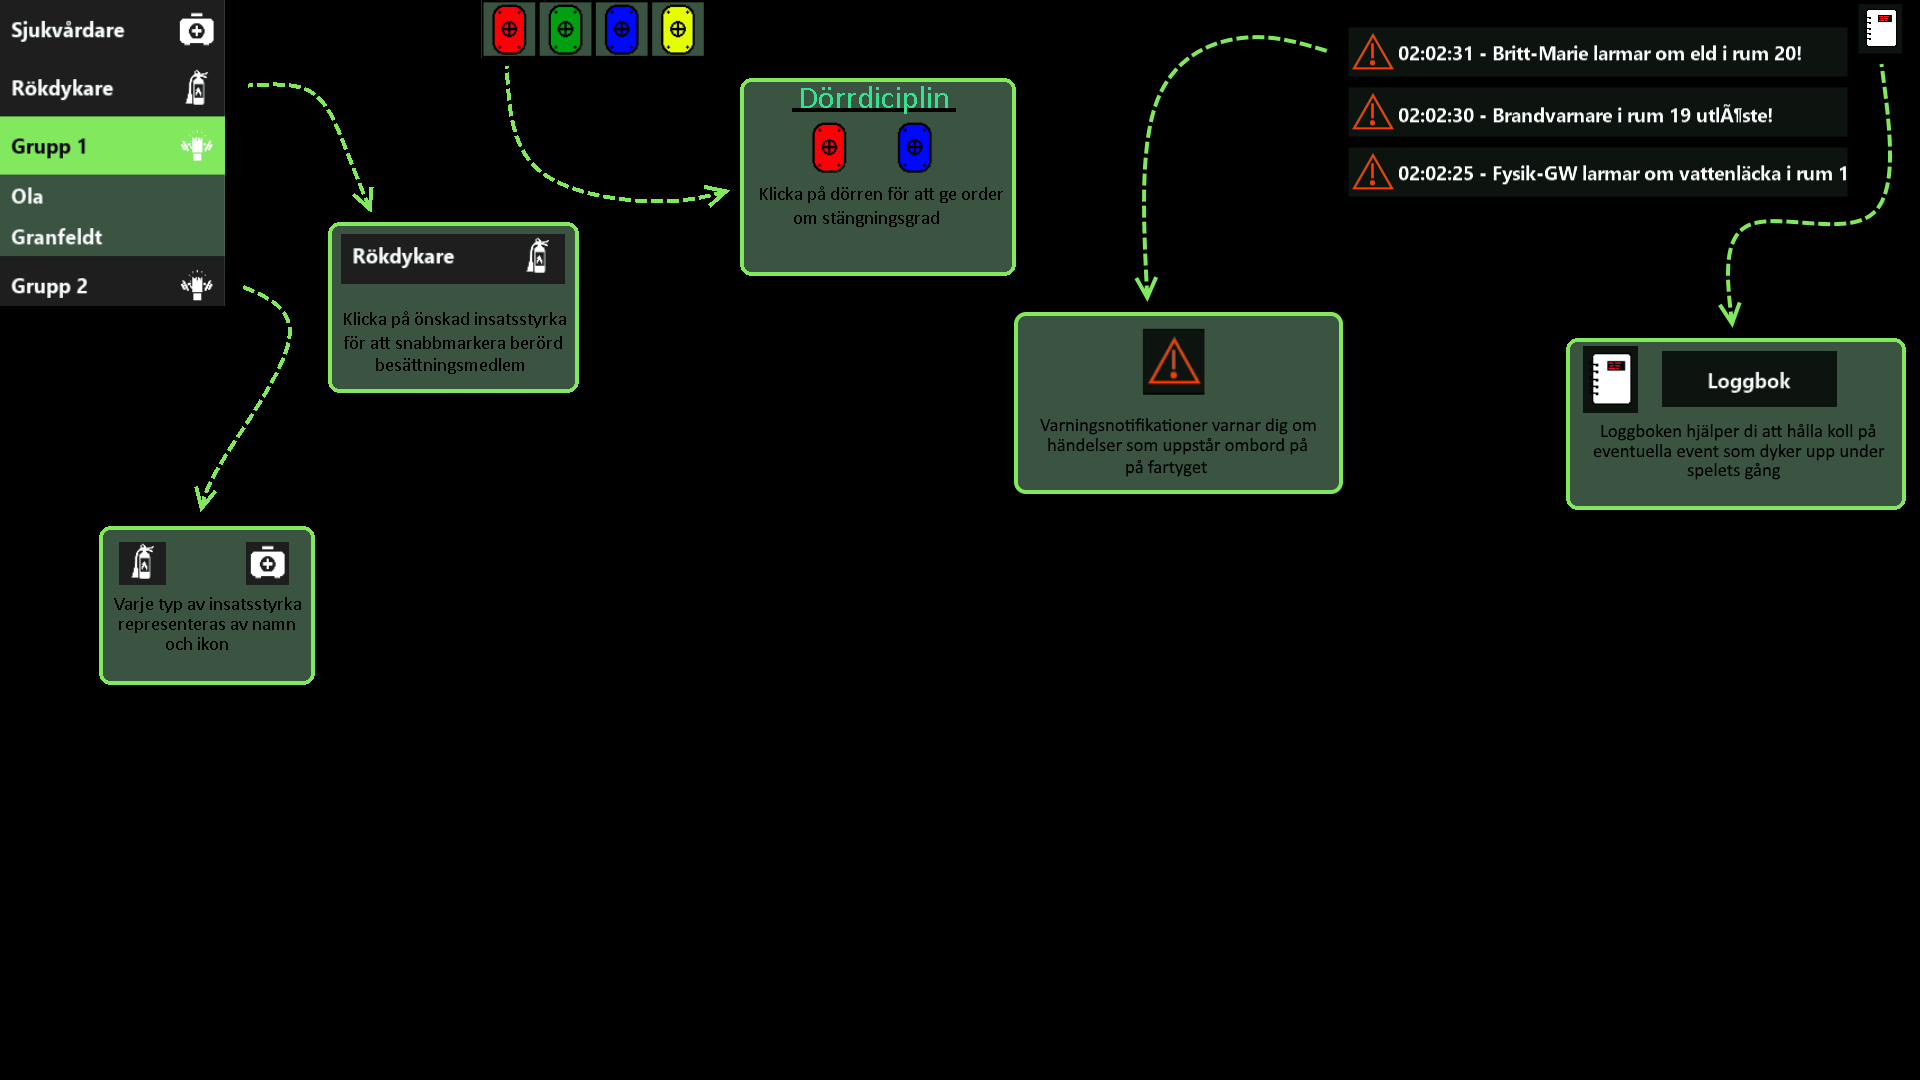 Sjukvårdare
Rökdykare
Grupp 1
Ola
Granfeldt
Grupp 2
Rökdykare
Klicka på önskad insatsstyrka
för att snabbmarkera berörd
besättningsmedlem
Varje typ av insatsstyrka
representeras av namn
och ikon
Dörrdiciplin
Klicka på dörren för att ge order
om stängningsgrad
02:02:31 - Britt-Marie larmar om eld i rum 20!
02:02:30 - Brandvarnare i rum 19 utlÃ¶ste!
02:02:25 - Fysik-GW larmar om vattenläcka i rum 1
Varningsnotifikationer varnar dig om
händelser som uppstår ombord på
på fartyget
Loggbok
Loggboken hjälper di att hålla koll på
eventuella event som dyker upp under
spelets gång